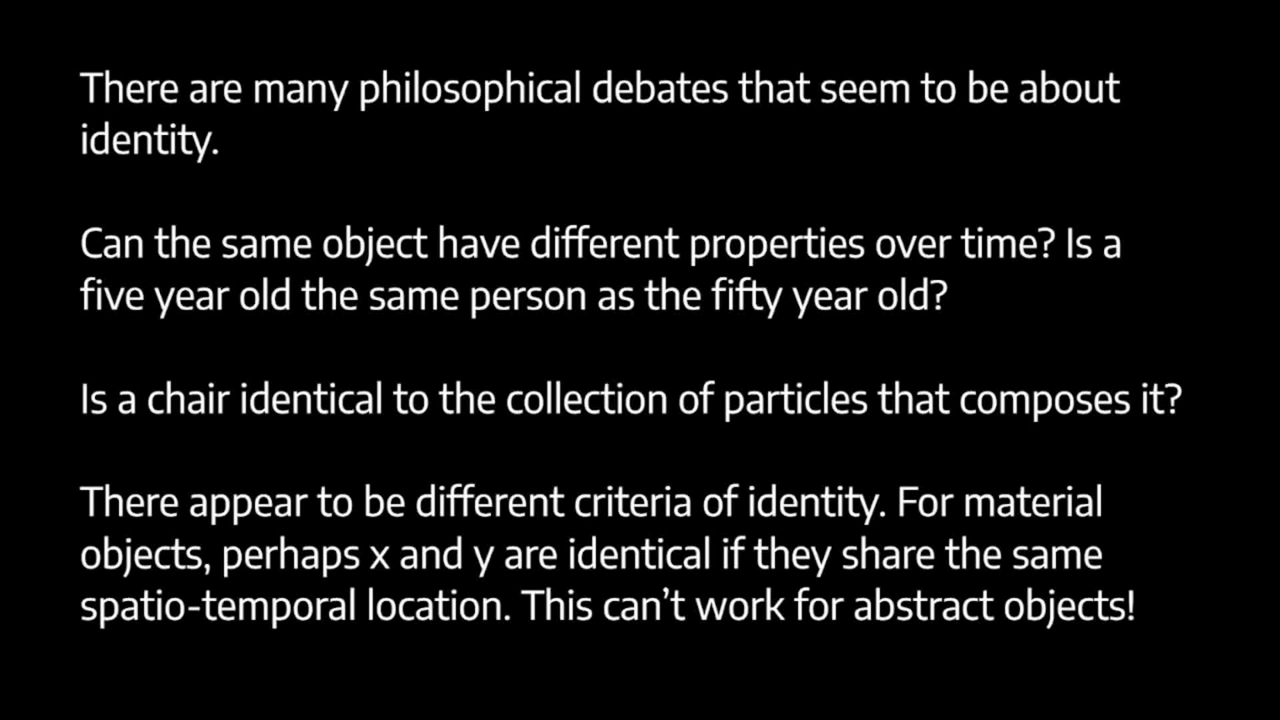 There are many philosophical debates that seem to be about
identity.
Can the same object have different properties over time? Is a
five year old the same person as the fifty year old?
Is a chair identical to the collection of particles that composes it?
There appear to be different criteria of identity. For material
objects, perhaps x and y are identical if they share the same
spatio-temporal location. This can’t work for abstract objects!